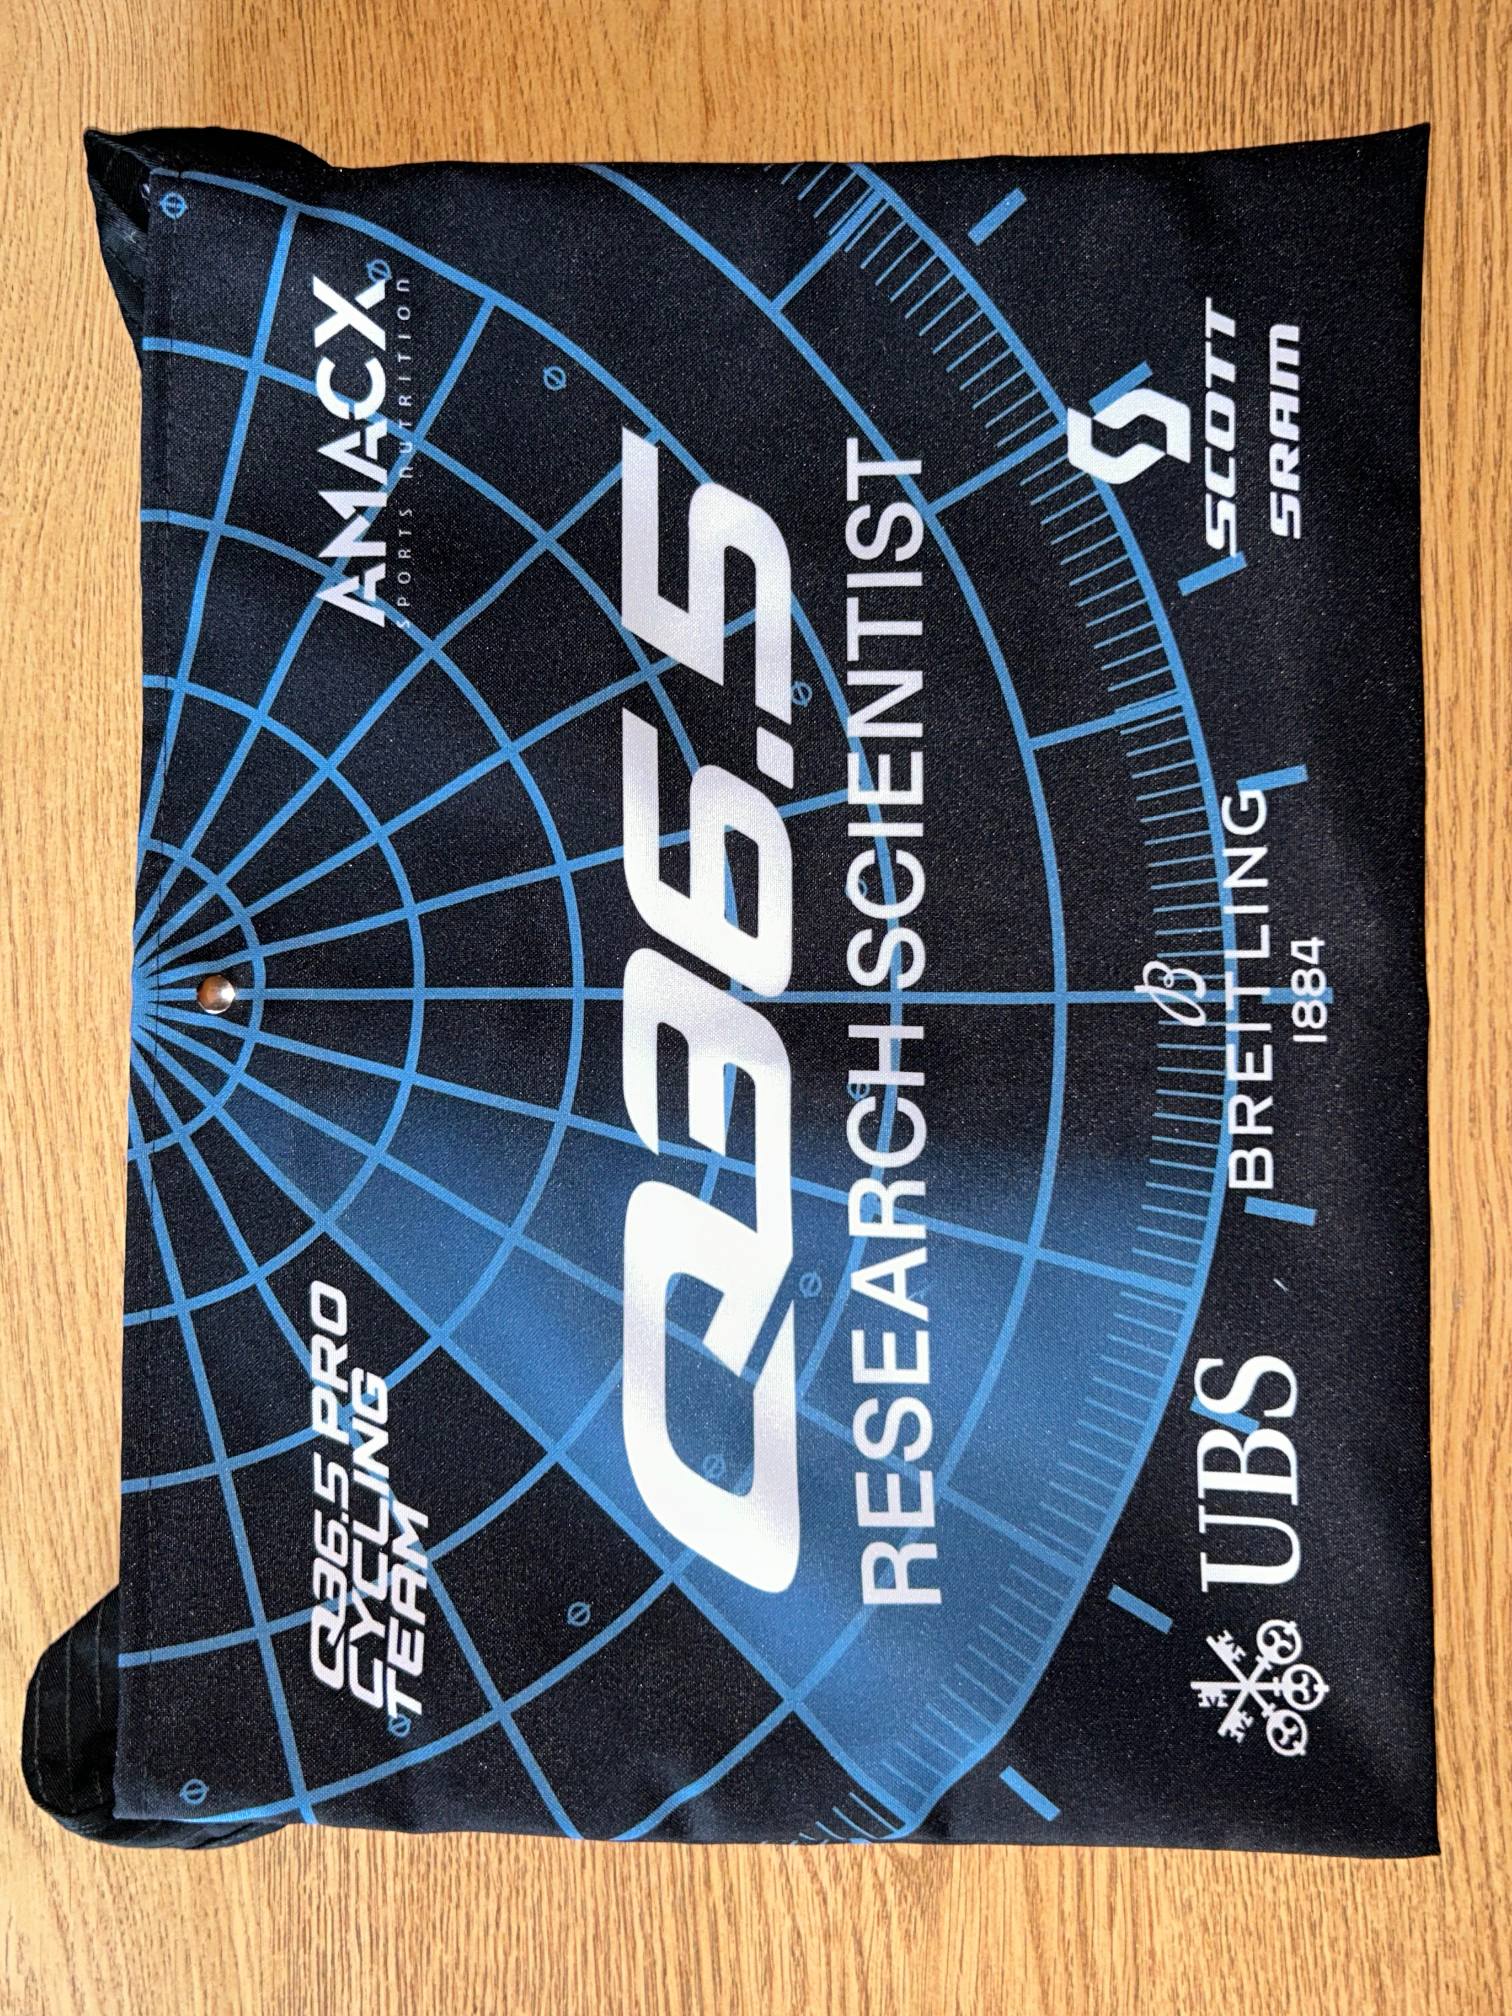 Q36.5 PRO
CYCLING
TEAM
AMACX
SPORTS NUTRITION
Q36.5
RESEARCH SCIENTIST
UBS
B
BREITLING
1884
SCOTT
SRAM